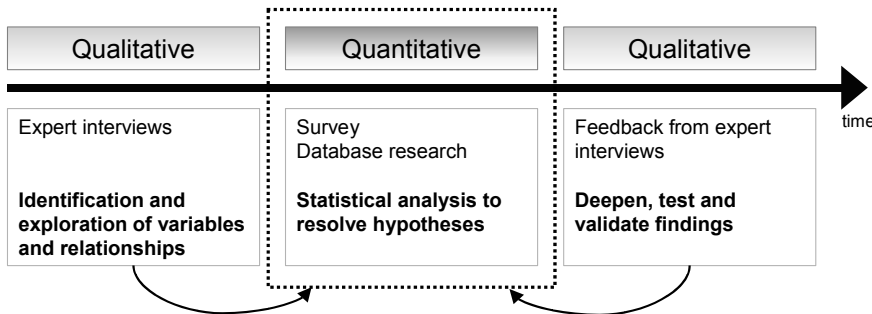 Qualitative
Quantitative
Qualitative
time
Expert interviews
Identification and
exploration of variables
and relationships
Survey
Database research
Statistical analysis to
resolve hypotheses
Feedback from expert
interviews
Deepen, test and
validate findings